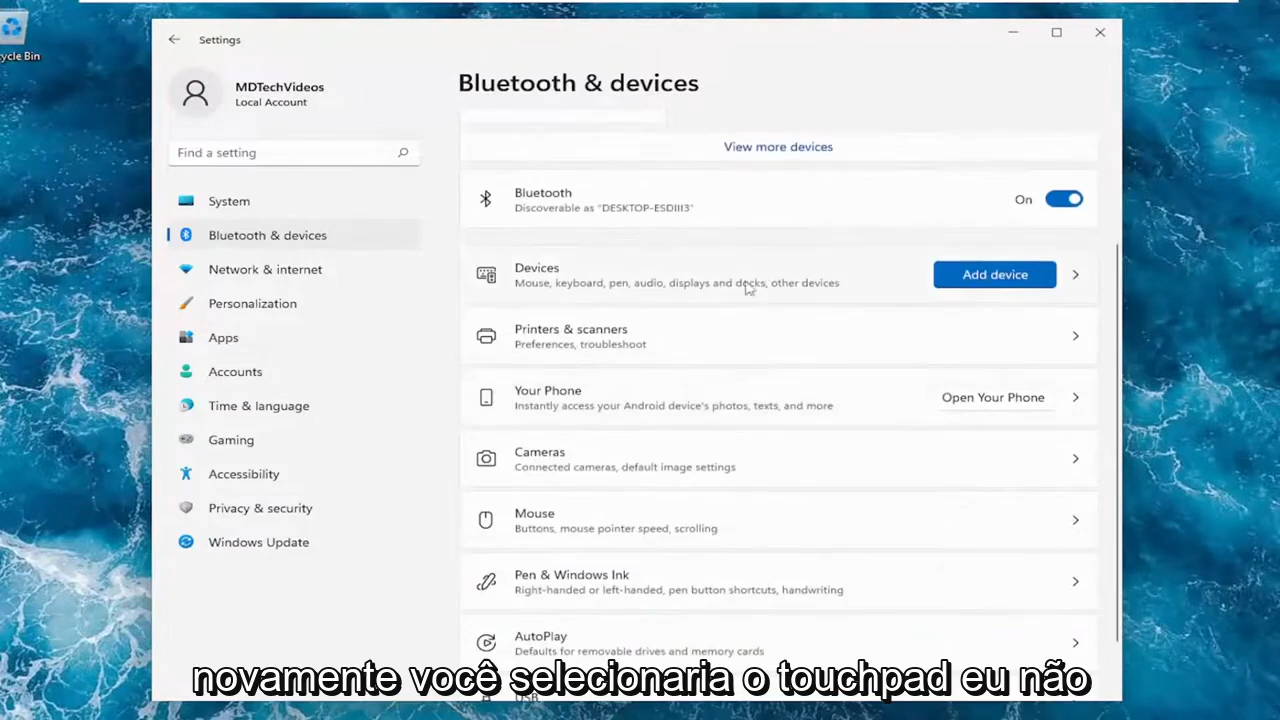 Settings
cycle Bin
MDTechVideos
Local Account
Find a setting
System
Bluetooth & devices
Network & internet
Personalization
Apps
Accounts
Time & language
Gaming
Accessibility
Privacy & security
Windows Update
Bluetooth & devices
View more devices
Bluetooth
Discoverable as "DESKTOP-ESDIII3"
On
Devices
Mouse, keyboard, pen, audio, displays and docks, other devices
Add device
Printers & scanners
Preferences, troubleshoot
Your Phone
Instantly access your Android device's photos, texts, and more
Open Your Phone
Cameras
Connected cameras, default image settings
Mouse
Buttons, mouse pointer speed, scrolling
Pen & Windows Ink
Right-handed or left-handed, pen button shortcuts, handwriting
AutoPlay
Defaults for removable drives and memory cards
USB
novamente você selecionaria o touchpad eu não